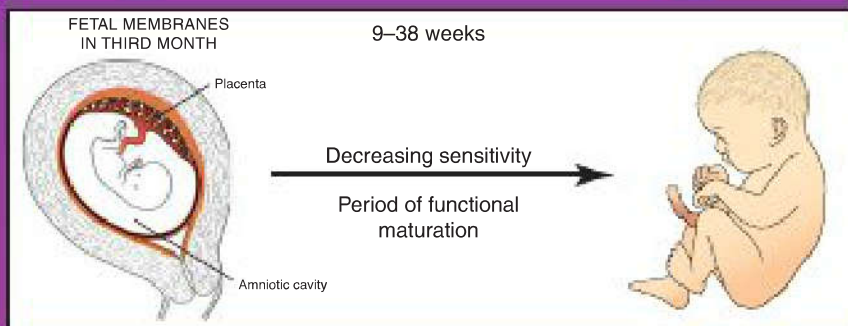 FETAL MEMBRANES
IN THIRD MONTH
9–38 weeks
Placenta
Decreasing sensitivity
Period of functional
maturation
Amniotic cavity